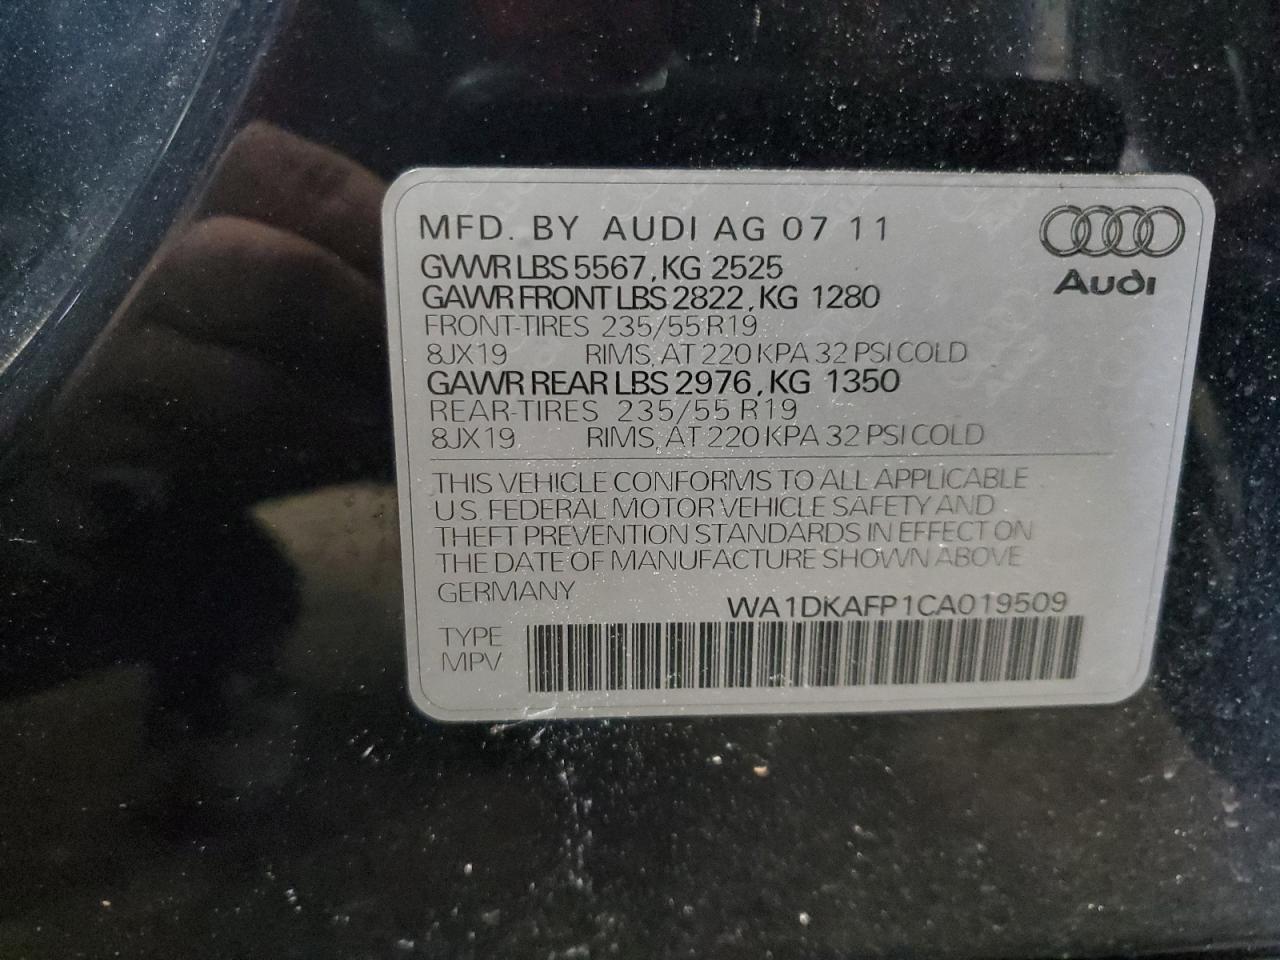 MFD. BY AUDI AG 07 11
Audi
GVWR LBS 5567, KG 2525
GAWR FRONT LBS 2822, KG 1280
FRONT-TIRES 235/55 R19
8JX19 RIMS, AT 220 KPA 32 PSI COLD
GAWR REAR LBS 2976, KG 1350
REAR-TIRES 235/55 R19
8JX19 RIMS, AT 220 KPA 32 PSI COLD
THIS VEHICLE CONFORMS TO ALL APPLICABLE
U.S. FEDERAL MOTOR VEHICLE SAFETY AND
THEFT PREVENTION STANDARDS IN EFFECT ON
THE DATE OF MANUFACTURE SHOWN ABOVE
GERMANY
WA1DKAFP1CA019509
TYPE
MPV